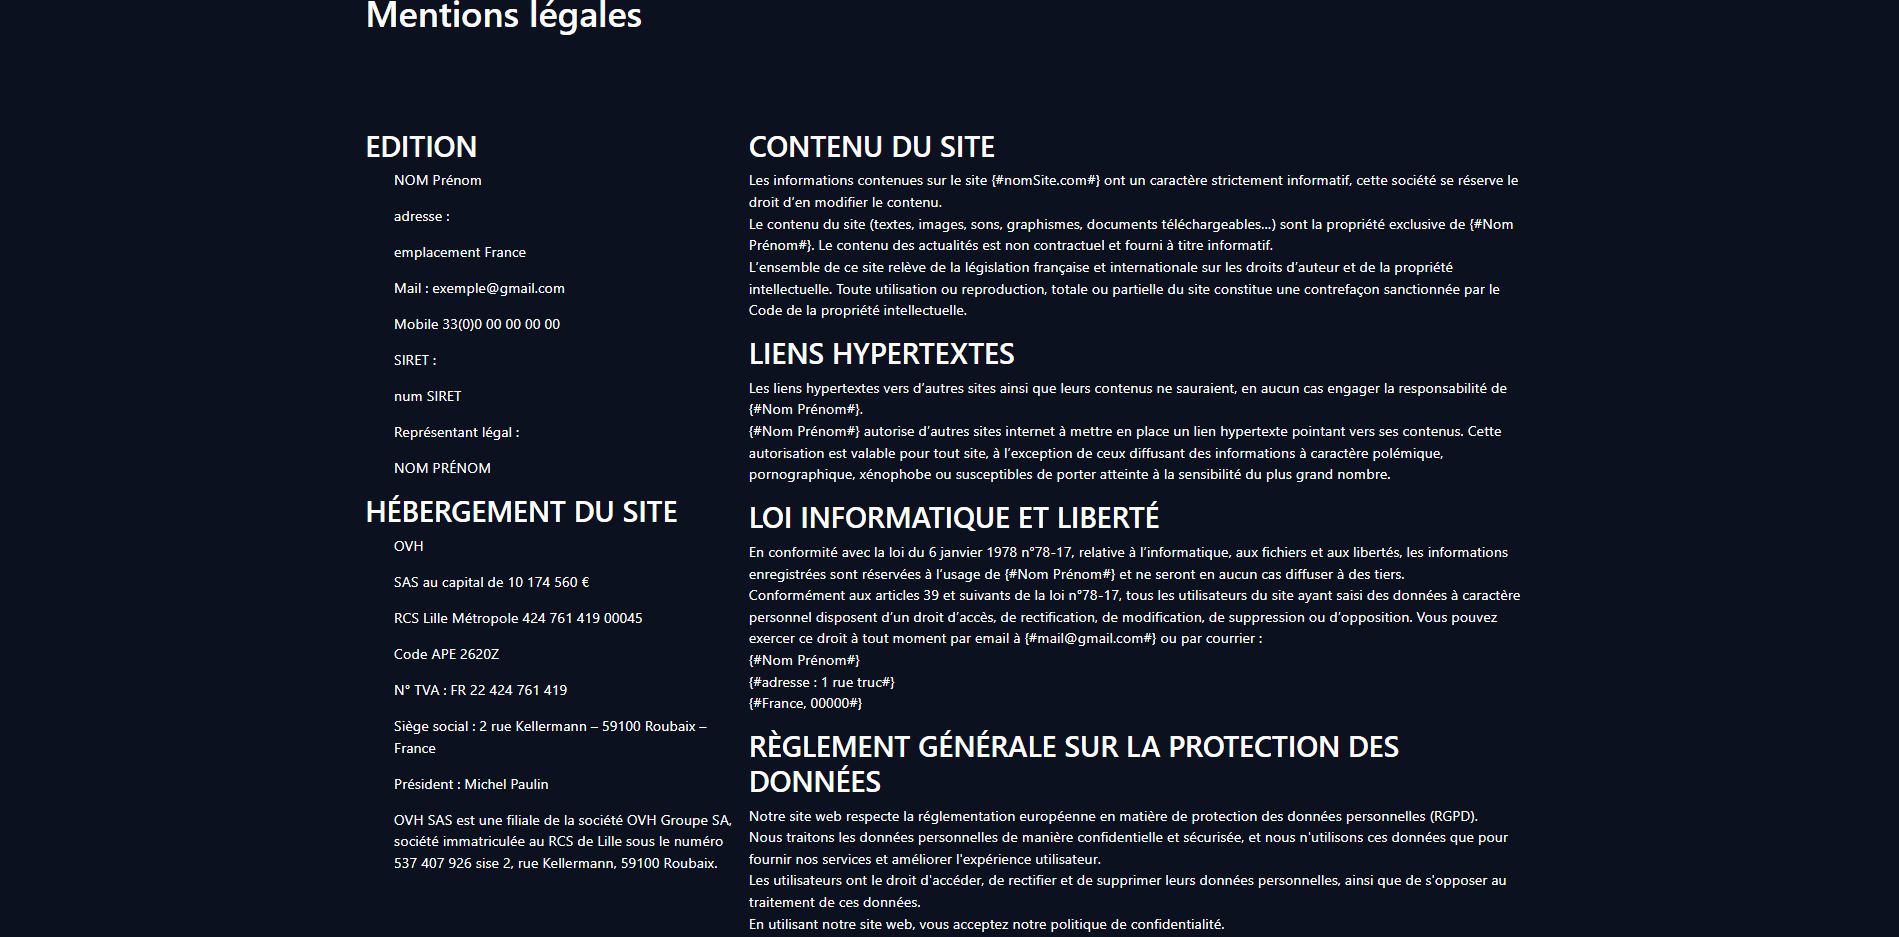 Mentions légales
EDITION
NOM Prénom
adresse :
emplacement France
Mail : exemple@gmail.com
Mobile 33(0)0 00 00 00 00
SIRET :
num SIRET
Représentant légal :
NOM PRÉNOM
HÉBERGEMENT DU SITE
OVH
SAS au capital de 10 174 560 €
RCS Lille Métropole 424 761 419 00045
Code APE 2620Z
N° TVA : FR 22 424 761 419
Siège social : 2 rue Kellermann – 59100 Roubaix –
France
Président : Michel Paulin
OVH SAS est une filiale de la société OVH Groupe SA,
société immatriculée au RCS de Lille sous le numéro
537 407 926 sise 2, rue Kellermann, 59100 Roubaix.
CONTENU DU SITE
Les informations contenues sur le site {#nomSite.com#} ont un caractère strictement informatif, cette société se réserve le
droit d’en modifier le contenu.
Le contenu du site (textes, images, sons, graphismes, documents téléchargeables…) sont la propriété exclusive de {#Nom
Prénom#}. Le contenu des actualités est non contractuel et fourni à titre informatif.
L’ensemble de ce site relève de la législation française et internationale sur les droits d’auteur et de la propriété
intellectuelle. Toute utilisation ou reproduction, totale ou partielle du site constitue une contrefaçon sanctionnée par le
Code de la propriété intellectuelle.
LIENS HYPERTEXTES
Les liens hypertextes vers d’autres sites ainsi que leurs contenus ne sauraient, en aucun cas engager la responsabilité de
{#Nom Prénom#}.
{#Nom Prénom#} autorise d’autres sites internet à mettre en place un lien hypertexte pointant vers ses contenus. Cette
autorisation est valable pour tout site, à l’exception de ceux diffusant des informations à caractère polémique,
pornographique, xénophobe ou susceptibles de porter atteinte à la sensibilité du plus grand nombre.
LOI INFORMATIQUE ET LIBERTÉ
En conformité avec la loi du 6 janvier 1978 n°78-17, relative à l’informatique, aux fichiers et aux libertés, les informations
enregistrées sont réservées à l’usage de {#Nom Prénom#} et ne seront en aucun cas diffuser à des tiers.
Conformément aux articles 39 et suivants de la loi n°78-17, tous les utilisateurs du site ayant saisi des données à caractère
personnel disposent d’un droit d’accès, de rectification, de modification, de suppression ou d’opposition. Vous pouvez
exercer ce droit à tout moment par email à {#mail@gmail.com#} ou par courrier :
{#Nom Prénom#}
{#adresse : 1 rue truc#}
{#France, 00000#}
RÈGLEMENT GÉNÉRALE SUR LA PROTECTION DES
DONNÉES
Notre site web respecte la réglementation européenne en matière de protection des données personnelles (RGPD).
Nous traitons les données personnelles de manière confidentielle et sécurisée, et nous n'utilisons ces données que pour
fournir nos services et améliorer l'expérience utilisateur.
Les utilisateurs ont le droit d'accéder, de rectifier et de supprimer leurs données personnelles, ainsi que de s'opposer au
traitement de ces données.
En utilisant notre site web, vous acceptez notre politique de confidentialité.